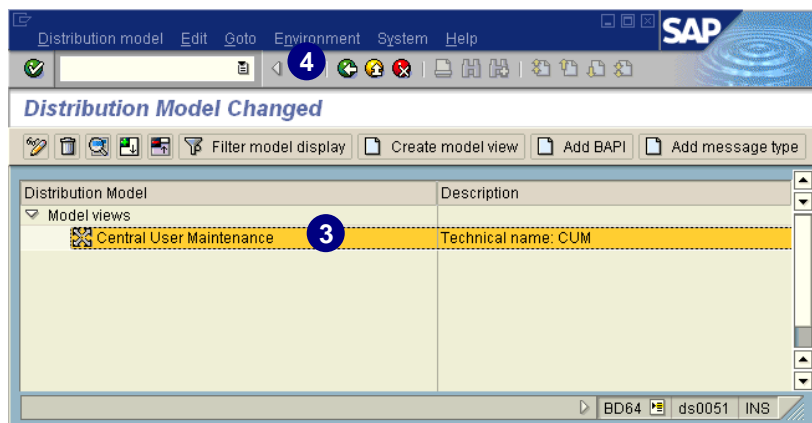 Distribution model Edit Goto Environment System Help
SAP
4
Distribution Model Changed
Filter model display Create model view Add BAPI Add message type
Distribution Model Description
Model views
Central User Maintenance 3 Technical name: CUM
BD64 ds0051 INS